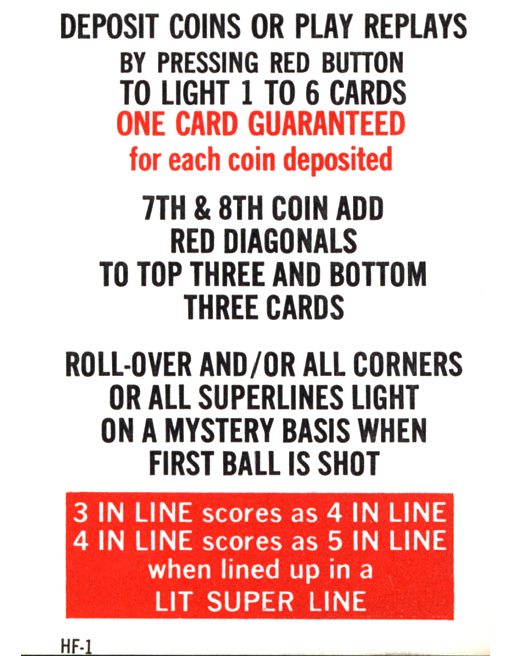 DEPOSIT COINS OR PLAY REPLAYS
BY PRESSING RED BUTTON
TO LIGHT 1 TO 6 CARDS
ONE CARD GUARANTEED
for each coin deposited
7TH & 8TH COIN ADD
RED DIAGONALS
TO TOP THREE AND BOTTOM
THREE CARDS
ROLL-OVER AND/OR ALL CORNERS
OR ALL SUPERLINES LIGHT
ON A MYSTERY BASIS WHEN
FIRST BALL IS SHOT
3 IN LINE scores as 4 IN LINE
4 IN LINE scores as 5 IN LINE
when lined up in a
LIT SUPER LINE
HF-1